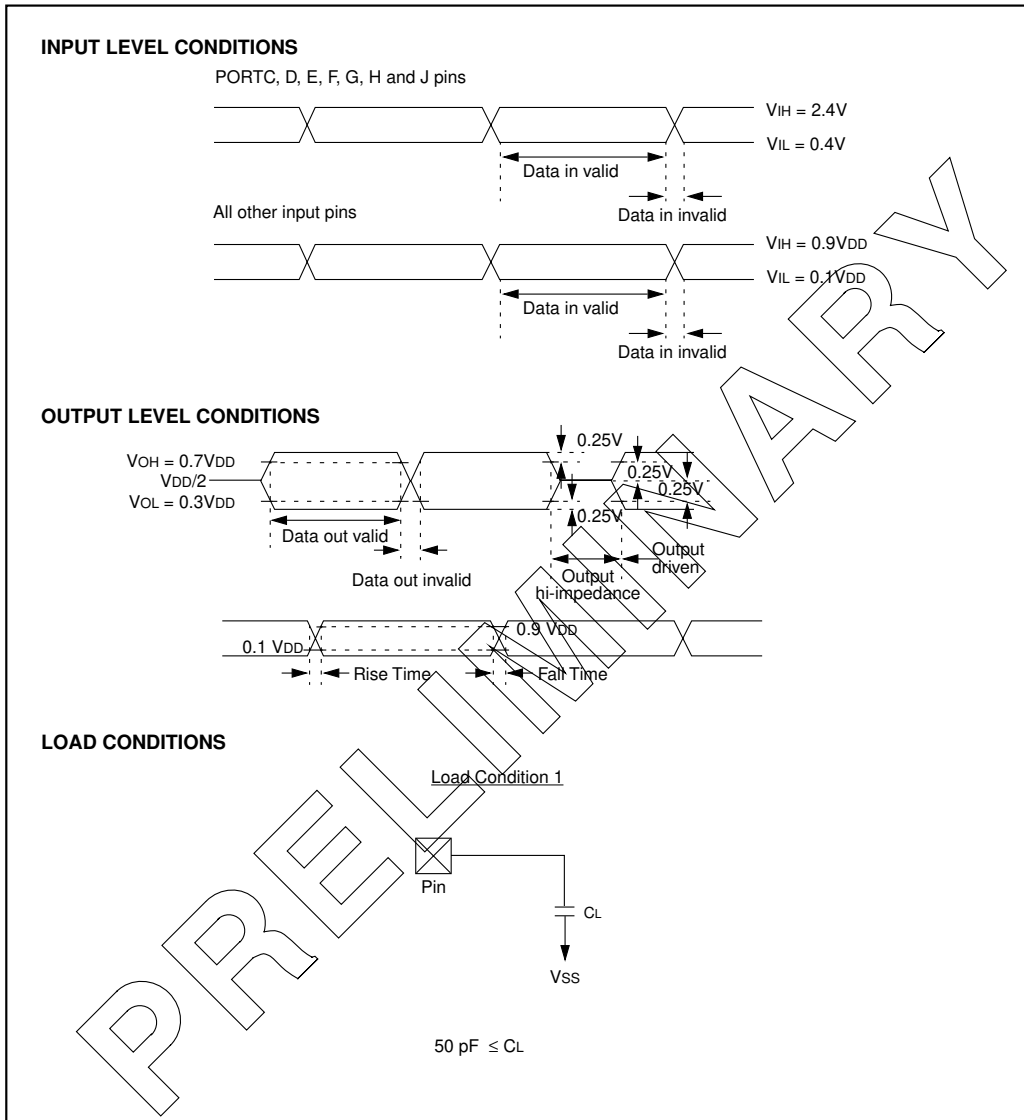 INPUT LEVEL CONDITIONS
PORTC, D, E, F, G, H and J pins
VIH = 2.4V
VIL = 0.4V
Data in valid
Data in invalid
All other input pins
VIH = 0.9VDD
VIL = 0.1VDD
Data in valid
Data in invalid
OUTPUT LEVEL CONDITIONS
0.25V
VOH = 0.7VDD
VDD/2
VOL = 0.3VDD
0.25V
0.25V
0.25V
Data out valid
Data out invalid
Output
hi-impedance
Output
driven
0.9 VDD
0.1 VDD
Rise Time
Fall Time
LOAD CONDITIONS
Load Condition 1
Pin
CL
VSS
50 pF ≤ CL
PRELIMINARY